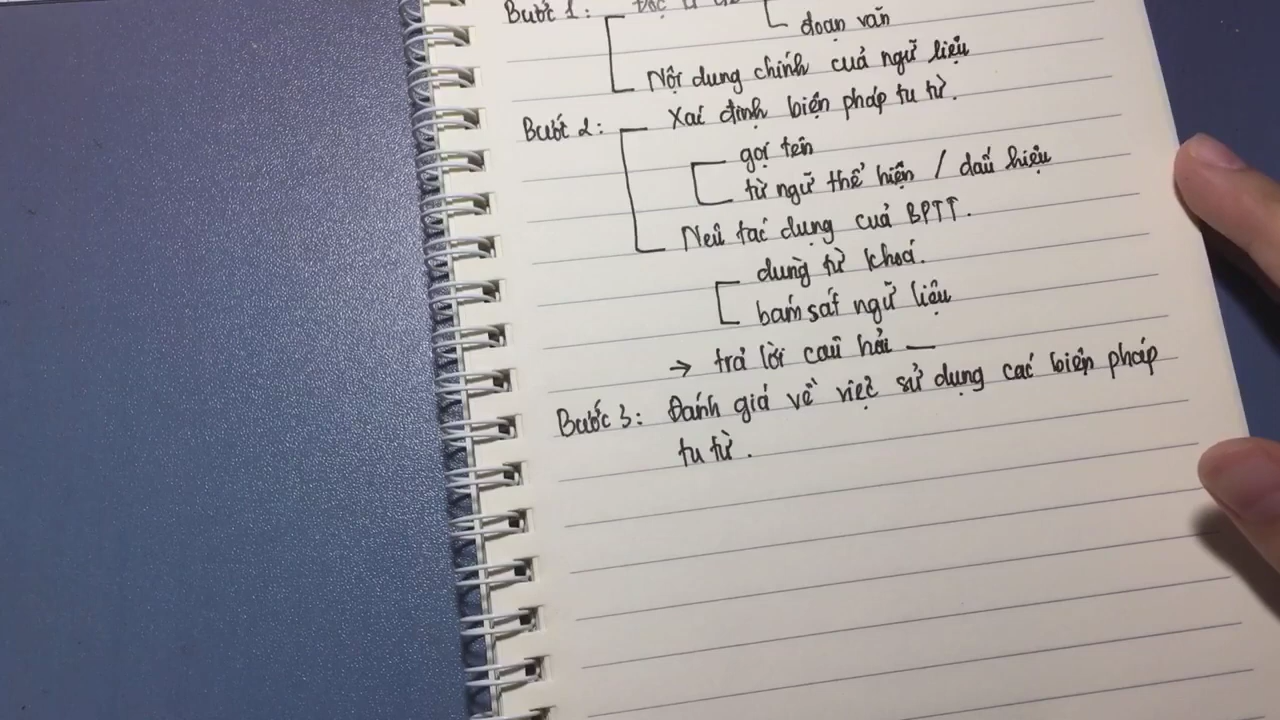 Bước 1:
đoạn văn
Nội dung chính của ngữ liệu
Bước 2: Xác định biện pháp tu từ.
gọi tên
từ ngữ thể hiện / dấu hiệu
Nêu tác dụng của BPTT.
dùng từ khoá.
bám sát ngữ liệu
→ trả lời câu hỏi —
Bước 3: Đánh giá về việc sử dụng các biện pháp
tu từ.